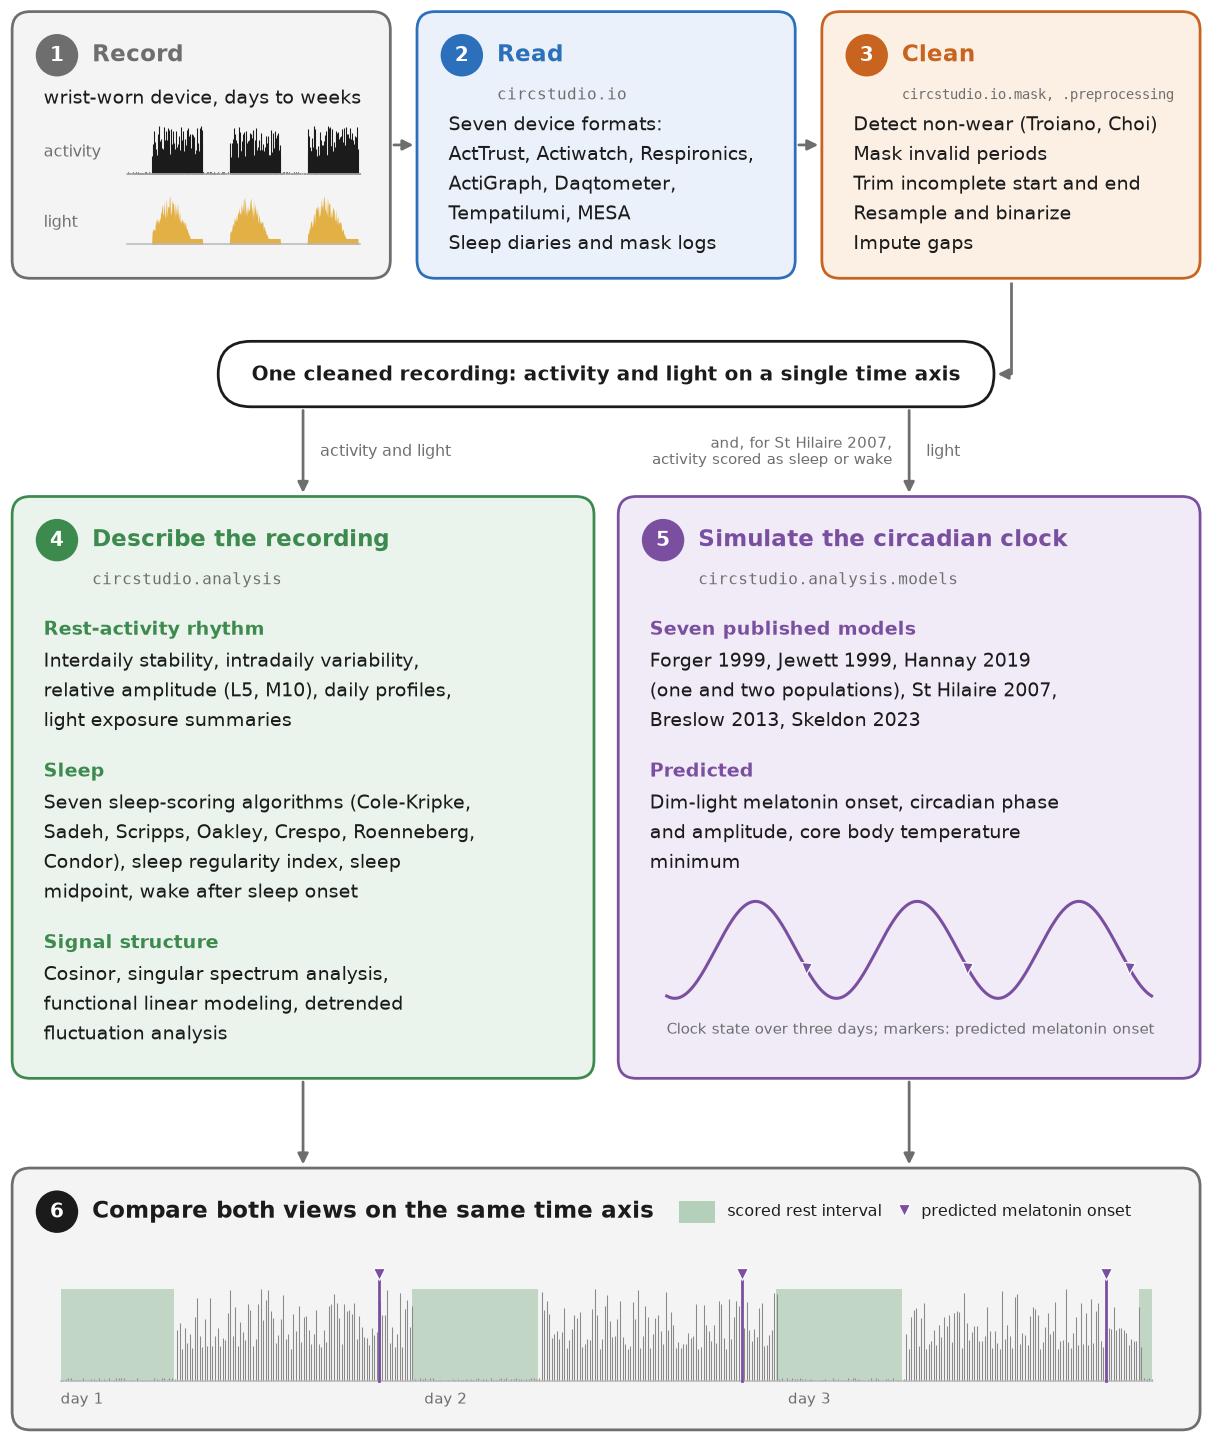 1 Record
wrist-worn device, days to weeks
activity
light
2 Read
circstudio.io
Seven device formats:
ActTrust, Actiwatch, Respironics,
ActiGraph, Daqtometer,
Tempatilumi, MESA
Sleep diaries and mask logs
3 Clean
circstudio.io.mask, .preprocessing
Detect non-wear (Troiano, Choi)
Mask invalid periods
Trim incomplete start and end
Resample and binarize
Impute gaps
One cleaned recording: activity and light on a single time axis
activity and light
and, for St Hilaire 2007,
activity scored as sleep or wake
light
4 Describe the recording
circstudio.analysis
Rest-activity rhythm
Interdaily stability, intradaily variability,
relative amplitude (L5, M10), daily profiles,
light exposure summaries
Sleep
Seven sleep-scoring algorithms (Cole-Kripke,
Sadeh, Scripps, Oakley, Crespo, Roenneberg,
Condor), sleep regularity index, sleep
midpoint, wake after sleep onset
Signal structure
Cosinor, singular spectrum analysis,
functional linear modeling, detrended
fluctuation analysis
5 Simulate the circadian clock
circstudio.analysis.models
Seven published models
Forger 1999, Jewett 1999, Hannay 2019
(one and two populations), St Hilaire 2007,
Breslow 2013, Skeldon 2023
Predicted
Dim-light melatonin onset, circadian phase
and amplitude, core body temperature
minimum
Clock state over three days; markers: predicted melatonin onset
6 Compare both views on the same time axis
scored rest interval
predicted melatonin onset
day 1
day 2
day 3